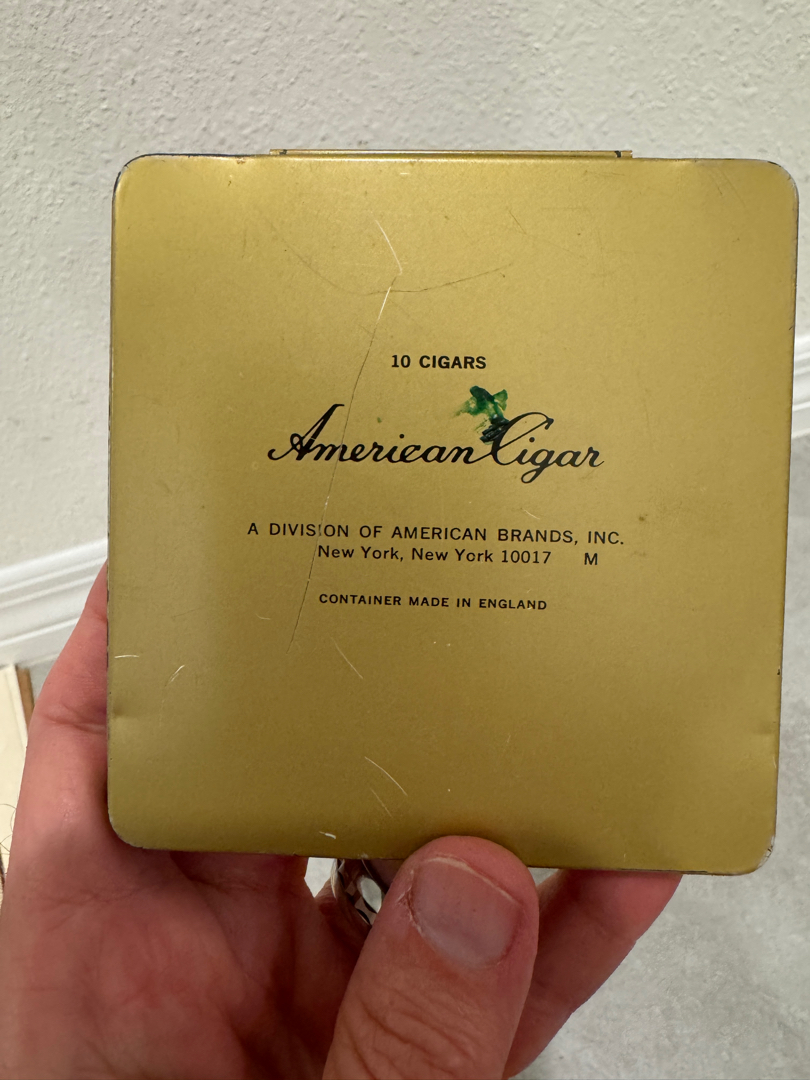 10 CIGARS
American Cigar
A DIVISION OF AMERICAN BRANDS, INC.
New York, New York 10017 M
CONTAINER MADE IN ENGLAND